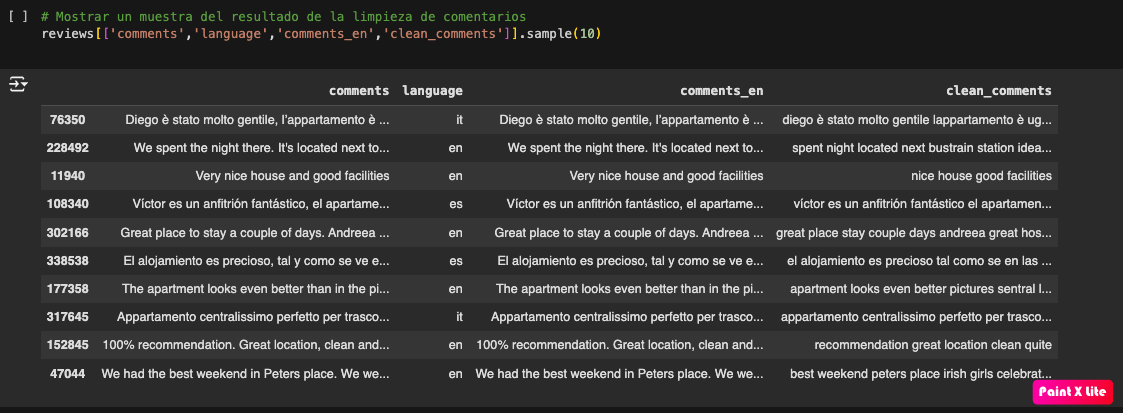 [ ] # Mostrar un muestra del resultado de la limpieza de comentarios
reviews[['comments','language','comments_en','clean_comments']].sample(10)
comments language comments_en clean_comments
76350 Diego è stato molto gentile, l'appartamento è ... it Diego è stato molto gentile, l'appartamento è ... diego è stato molto gentile lappartamento è ug...
228492 We spent the night there. It's located next to... en We spent the night there. It's located next to... spent night located next bustrain station idea...
11940 Very nice house and good facilities en Very nice house and good facilities nice house good facilities
108340 Víctor es un anfitrión fantástico, el apartame... es Víctor es un anfitrión fantástico, el apartame... víctor es un anfitrión fantástico el apartamen...
302166 Great place to stay a couple of days. Andreea ... en Great place to stay a couple of days. Andreea ... great place stay couple days andreea great hos...
338538 El alojamiento es precioso, tal y como se ve e... es El alojamiento es precioso, tal y como se ve e... el alojamiento es precioso tal como se en las ...
177358 The apartment looks even better than in the pi... en The apartment looks even better than in the pi... apartment looks even better pictures sentral l...
317645 Appartamento centralissimo perfetto per trasco... it Appartamento centralissimo perfetto per trasco... appartamento centralissimo perfetto per trasco...
152845 100% recommendation. Great location, clean and... en 100% recommendation. Great location, clean and... recommendation great location clean quite
47044 We had the best weekend in Peters place. We we... en We had the best weekend in Peters place. We we... best weekend peters place irish girls celebrat...
Paint X Lite